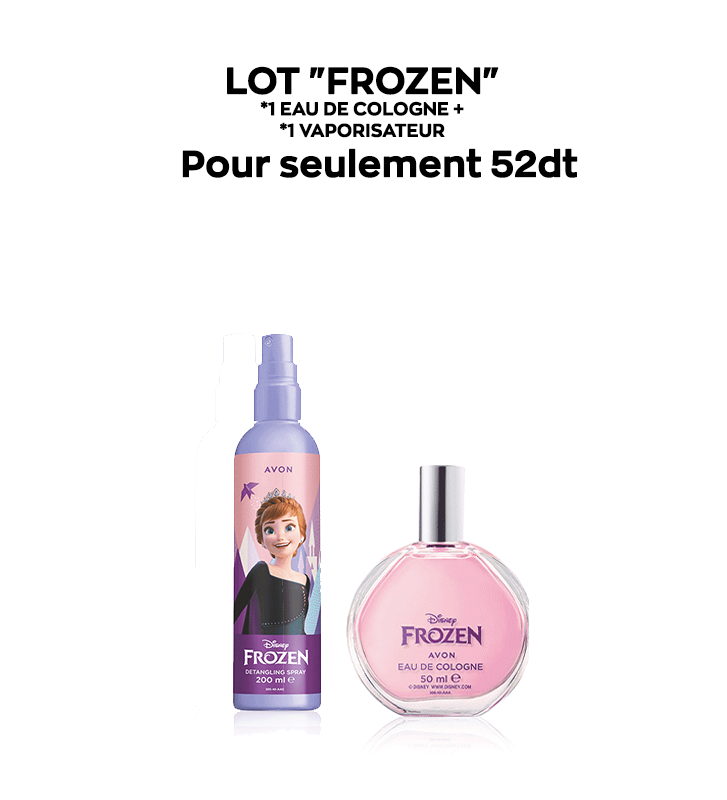 LOT "FROZEN"
*1 EAU DE COLOGNE +
*1 VAPORISATEUR
Pour seulement 52dt
AVON
Disney
FROZEN
DETANGLING SPRAY
200 ml ℮
Disney
FROZEN
AVON
EAU DE COLOGNE
50 ml ℮
© DISNEY WWW.DISNEY.COM